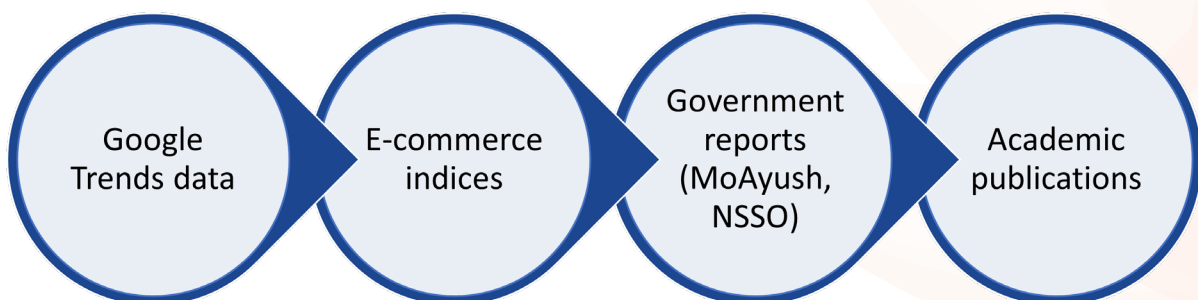 Google
Trends data
E-commerce
indices
Government
reports
(MoAyush,
NSSO)
Academic
publications